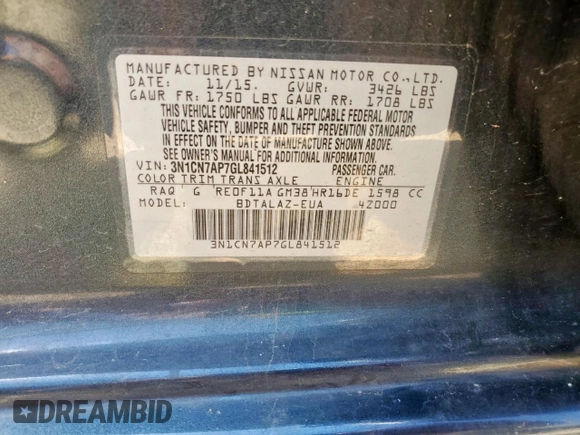 MANUFACTURED BY NISSAN MOTOR CO.,LTD.
DATE: 11/15. GVWR: 3426 LBS
GAWR FR: 1750 LBS GAWR RR: 1708 LBS
THIS VEHICLE CONFORMS TO ALL APPLICABLE FEDERAL MOTOR
VEHICLE SAFETY, BUMPER AND THEFT PREVENTION STANDARDS
IN EFFECT ON THE DATE OF MANUFACTURE SHOWN ABOVE.
SEE OWNER'S MANUAL FOR ADDITIONAL INFORMATION
VIN: 3N1CN7AP7GL841512 PASSENGER CAR.
COLOR TRIM TRANS AXLE ENGINE
RAQ G RE0F11A GM38 HR16DE 1598 CC
MODEL: BDTALAZ-EUA 4Z000
3N1CN7AP7GL841512
DREAMBID